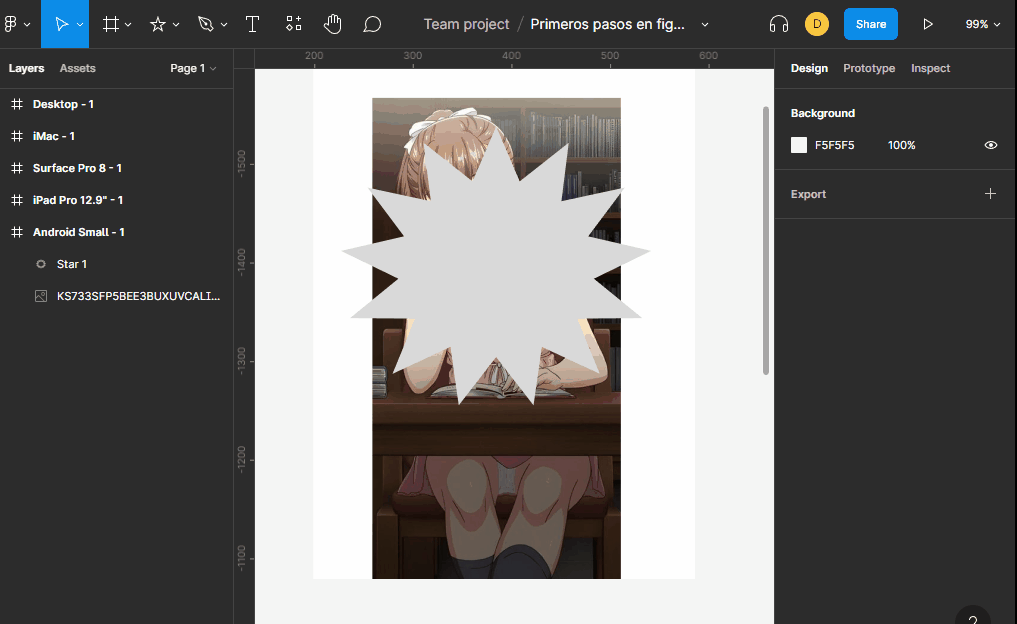 Team project / Primeros pasos en fig...
D
Share
99%
Layers
Assets
Page 1
200
300
400
500
600
Design
Prototype
Inspect
Desktop - 1
iMac - 1
Surface Pro 8 - 1
iPad Pro 12.9" - 1
Android Small - 1
Star 1
KS733SFP5BEE3BUXUVCALI...
-1500
-1400
-1300
-1200
-1100
Background
F5F5F5
100%
Export
?